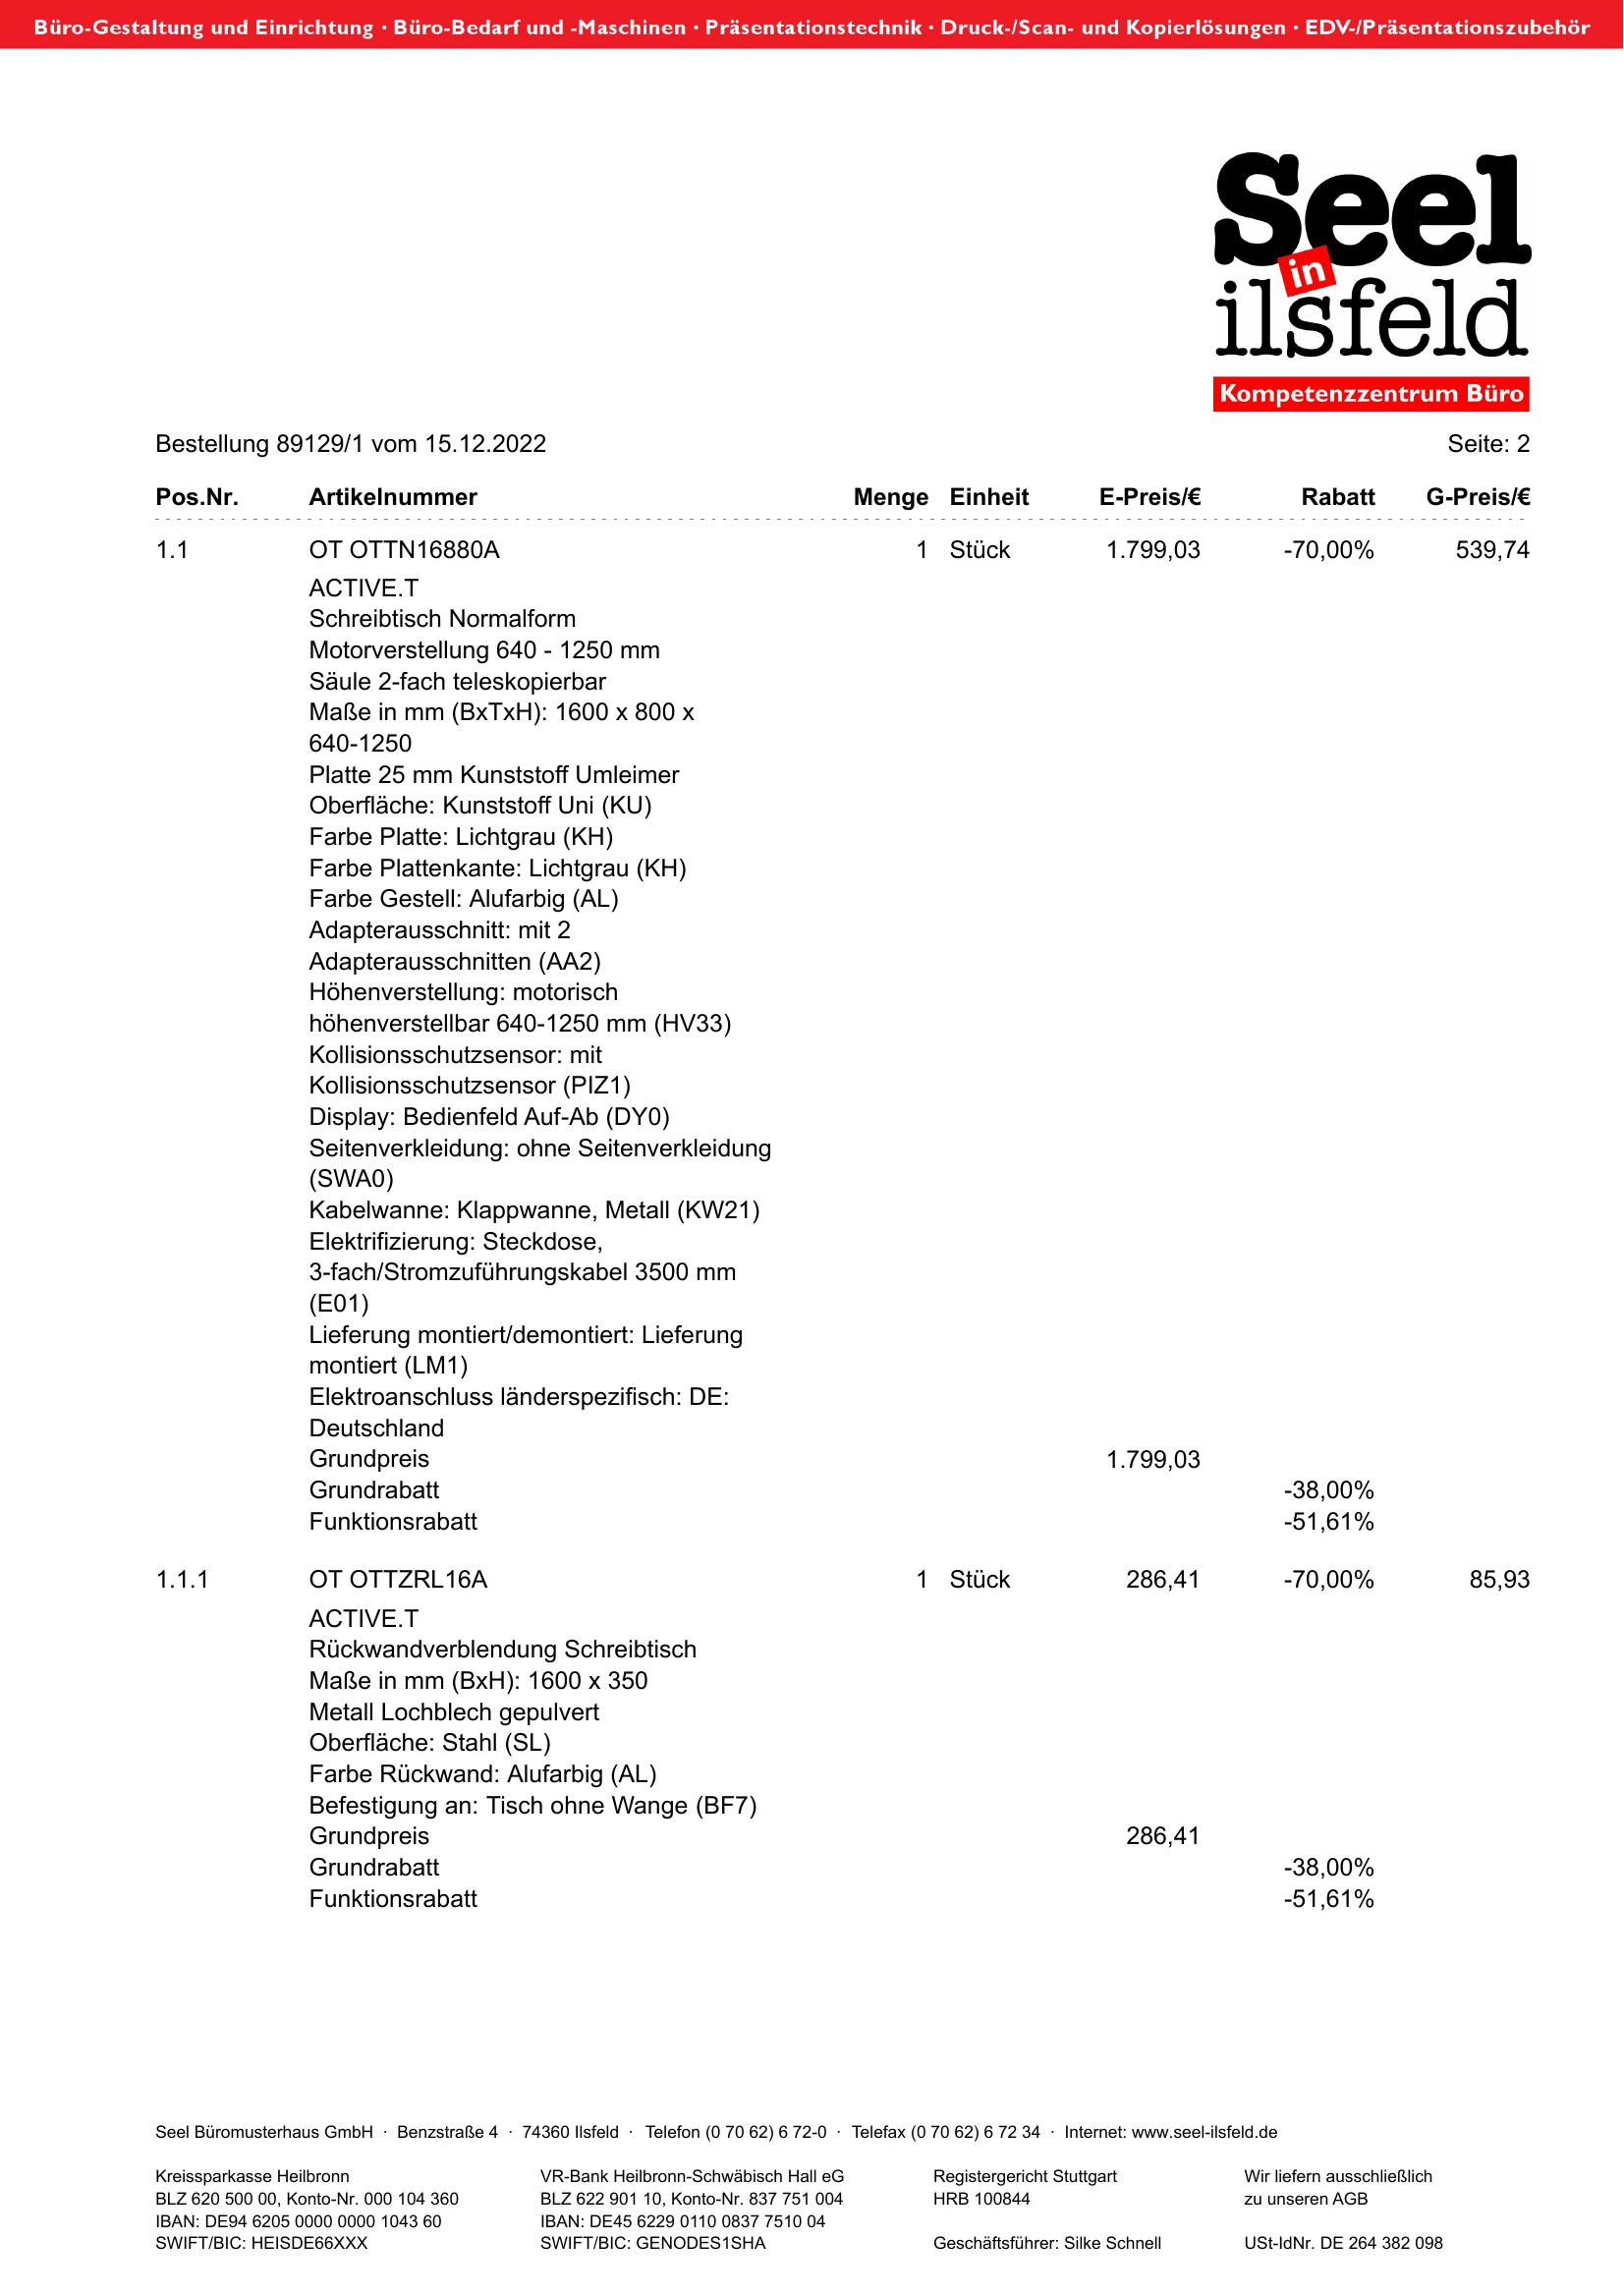 Büro-Gestaltung und Einrichtung · Büro-Bedarf und -Maschinen · Präsentationstechnik · Druck-/Scan- und Kopierlösungen · EDV-/Präsentationszubehör
Seel
in
ilsfeld
Kompetenzzentrum Büro
Bestellung 89129/1 vom 15.12.2022 Seite: 2
Pos.Nr. Artikelnummer Menge Einheit E-Preis/€ Rabatt G-Preis/€
1.1 OT OTTN16880A 1 Stück 1.799,03 -70,00% 539,74
ACTIVE.T
Schreibtisch Normalform
Motorverstellung 640 - 1250 mm
Säule 2-fach teleskopierbar
Maße in mm (BxTxH): 1600 x 800 x
640-1250
Platte 25 mm Kunststoff Umleimer
Oberfläche: Kunststoff Uni (KU)
Farbe Platte: Lichtgrau (KH)
Farbe Plattenkante: Lichtgrau (KH)
Farbe Gestell: Alufarbig (AL)
Adapterausschnitt: mit 2
Adapterausschnitten (AA2)
Höhenverstellung: motorisch
höhenverstellbar 640-1250 mm (HV33)
Kollisionsschutzsensor: mit
Kollisionsschutzsensor (PIZ1)
Display: Bedienfeld Auf-Ab (DY0)
Seitenverkleidung: ohne Seitenverkleidung
(SWA0)
Kabelwanne: Klappwanne, Metall (KW21)
Elektrifizierung: Steckdose,
3-fach/Stromzuführungskabel 3500 mm
(E01)
Lieferung montiert/demontiert: Lieferung
montiert (LM1)
Elektroanschluss länderspezifisch: DE:
Deutschland
Grundpreis 1.799,03
Grundrabatt -38,00%
Funktionsrabatt -51,61%
1.1.1 OT OTTZRL16A 1 Stück 286,41 -70,00% 85,93
ACTIVE.T
Rückwandverblendung Schreibtisch
Maße in mm (BxH): 1600 x 350
Metall Lochblech gepulvert
Oberfläche: Stahl (SL)
Farbe Rückwand: Alufarbig (AL)
Befestigung an: Tisch ohne Wange (BF7)
Grundpreis 286,41
Grundrabatt -38,00%
Funktionsrabatt -51,61%
Seel Büromusterhaus GmbH · Benzstraße 4 · 74360 Ilsfeld · Telefon (0 70 62) 6 72-0 · Telefax (0 70 62) 6 72 34 · Internet: www.seel-ilsfeld.de
Kreissparkasse Heilbronn VR-Bank Heilbronn-Schwäbisch Hall eG Registergericht Stuttgart Wir liefern ausschließlich
BLZ 620 500 00, Konto-Nr. 000 104 360 BLZ 622 901 10, Konto-Nr. 837 751 004 HRB 100844 zu unseren AGB
IBAN: DE94 6205 0000 0000 1043 60 IBAN: DE45 6229 0110 0837 7510 04
SWIFT/BIC: HEISDE66XXX SWIFT/BIC: GENODES1SHA Geschäftsführer: Silke Schnell USt-IdNr. DE 264 382 098